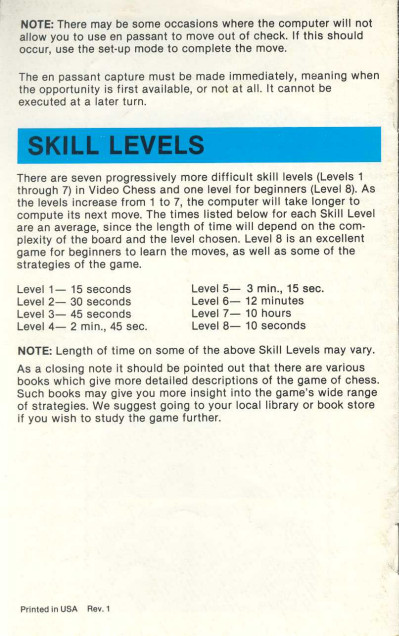 NOTE: There may be some occasions where the computer will not
allow you to use en passant to move out of check. If this should
occur, use the set-up mode to complete the move.
The en passant capture must be made immediately, meaning when
the opportunity is first available, or not at all. It cannot be
executed at a later turn.
SKILL LEVELS
There are seven progressively more difficult skill levels (Levels 1
through 7) in Video Chess and one level for beginners (Level 8). As
the levels increase from 1 to 7, the computer will take longer to
compute its next move. The times listed below for each Skill Level
are an average, since the length of time will depend on the com-
plexity of the board and the level chosen. Level 8 is an excellent
game for beginners to learn the moves, as well as some of the
strategies of the game.
Level 1— 15 seconds
Level 2— 30 seconds
Level 3— 45 seconds
Level 4— 2 min., 45 sec.
Level 5— 3 min., 15 sec.
Level 6— 12 minutes
Level 7— 10 hours
Level 8— 10 seconds
NOTE: Length of time on some of the above Skill Levels may vary.
As a closing note it should be pointed out that there are various
books which give more detailed descriptions of the game of chess.
Such books may give you more insight into the game's wide range
of strategies. We suggest going to your local library or book store
if you wish to study the game further.
Printed in USA Rev. 1